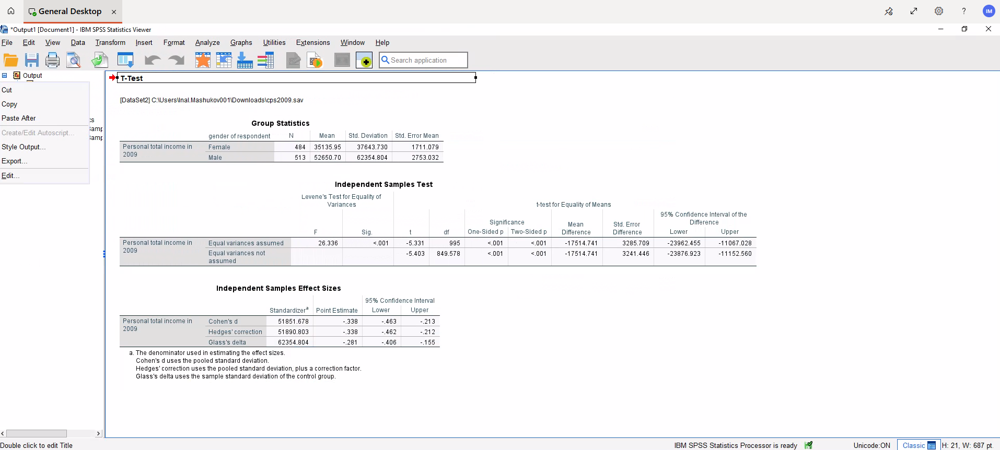 General Desktop ×
? IM
*Output1 [Document1] - IBM SPSS Statistics Viewer
File Edit View Data Transform Insert Format Analyze Graphs Utilities Extensions Window Help
Search application
Output
Cut
Copy
Paste After
Create/Edit Autoscript...
Style Output...
Export...
Edit...
cs
Samp
Samp
T-Test
[DataSet2] C:\Users\Inal.Mashukov001\Downloads\cps2009.sav
Group Statistics
gender of respondent N Mean Std. Deviation Std. Error Mean
Personal total income in 2009 Female 484 35135.95 37643.730 1711.079
Male 513 52650.70 62354.804 2753.032
Independent Samples Test
Levene's Test for Equality of Variances
t-test for Equality of Means
F Sig. t df
Significance
One-Sided p Two-Sided p
Mean Difference
Std. Error Difference
95% Confidence Interval of the Difference
Lower Upper
Personal total income in 2009 Equal variances assumed 26.336 <.001 -5.331 995 <.001 <.001 -17514.741 3285.709 -23962.455 -11067.028
Equal variances not assumed -5.403 849.578 <.001 <.001 -17514.741 3241.446 -23876.923 -11152.560
Independent Samples Effect Sizes
95% Confidence Interval
Standardizerᵃ Point Estimate Lower Upper
Personal total income in 2009 Cohen's d 51851.678 -.338 -.463 -.213
Hedges' correction 51890.803 -.338 -.462 -.212
Glass's delta 62354.804 -.281 -.406 -.155
a. The denominator used in estimating the effect sizes.
Cohen's d uses the pooled standard deviation.
Hedges' correction uses the pooled standard deviation, plus a correction factor.
Glass's delta uses the sample standard deviation of the control group.
Double click to edit Title
IBM SPSS Statistics Processor is ready
Unicode:ON
Classic
H: 21, W: 687 pt.